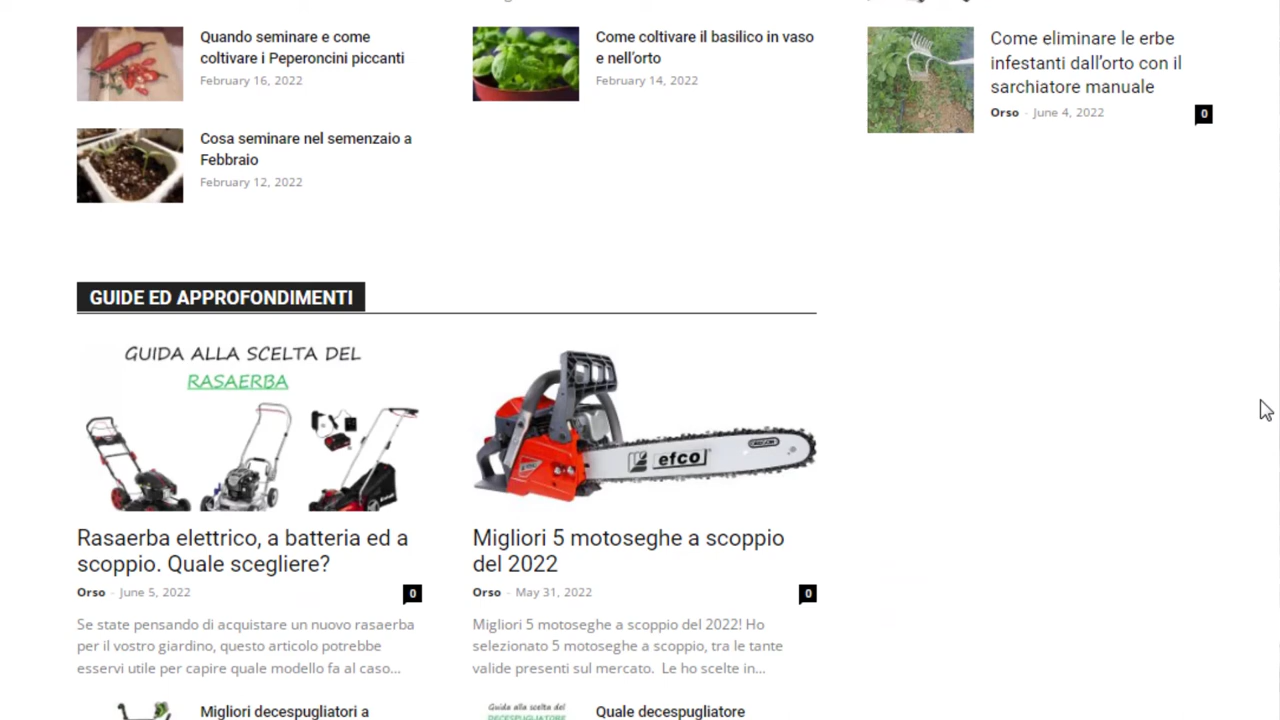 Quando seminare e come
coltivare i Peperoncini piccanti
February 16, 2022
Cosa seminare nel semenzaio a
Febbraio
February 12, 2022
Come coltivare il basilico in vaso
e nell'orto
February 14, 2022
Come eliminare le erbe
infestanti dall'orto con il
sarchiatore manuale
Orso - June 4, 2022
0
GUIDE ED APPROFONDIMENTI
GUIDA ALLA SCELTA DEL
RASAERBA
Rasaerba elettrico, a batteria ed a
scoppio. Quale scegliere?
Orso - June 5, 2022
0
Se state pensando di acquistare un nuovo rasaerba
per il vostro giardino, questo articolo potrebbe
esservi utile per capire quale modello fa al caso...
efco
OREGON
Migliori 5 motoseghe a scoppio
del 2022
Orso - May 31, 2022
0
Migliori 5 motoseghe a scoppio del 2022! Ho
selezionato 5 motoseghe a scoppio, tra le tante
valide presenti sul mercato.  Le ho scelte in...
Migliori decespugliatori a
Guida alla scelta del
DECESPUGLIATORE
Quale decespugliatore